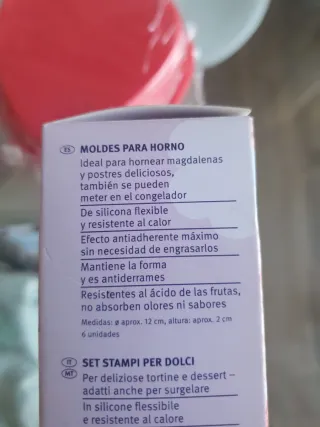 ES MOLDES PARA HORNO
Ideal para hornear magdalenas
y postres deliciosos,
también se pueden
meter en el congelador
De silicona flexible
y resistente al calor
Efecto antiadherente máximo
sin necesidad de engrasarlos
Mantiene la forma
y es antiderrames
Resistentes al ácido de las frutas,
no absorben olores ni sabores
Medidas: ø aprox. 12 cm, altura: aprox. 2 cm
6 unidades
IT SET STAMPI PER DOLCI
MT Per deliziose tortine e dessert –
adatti anche per surgelare
In silicone flessibile
e resistente al calore